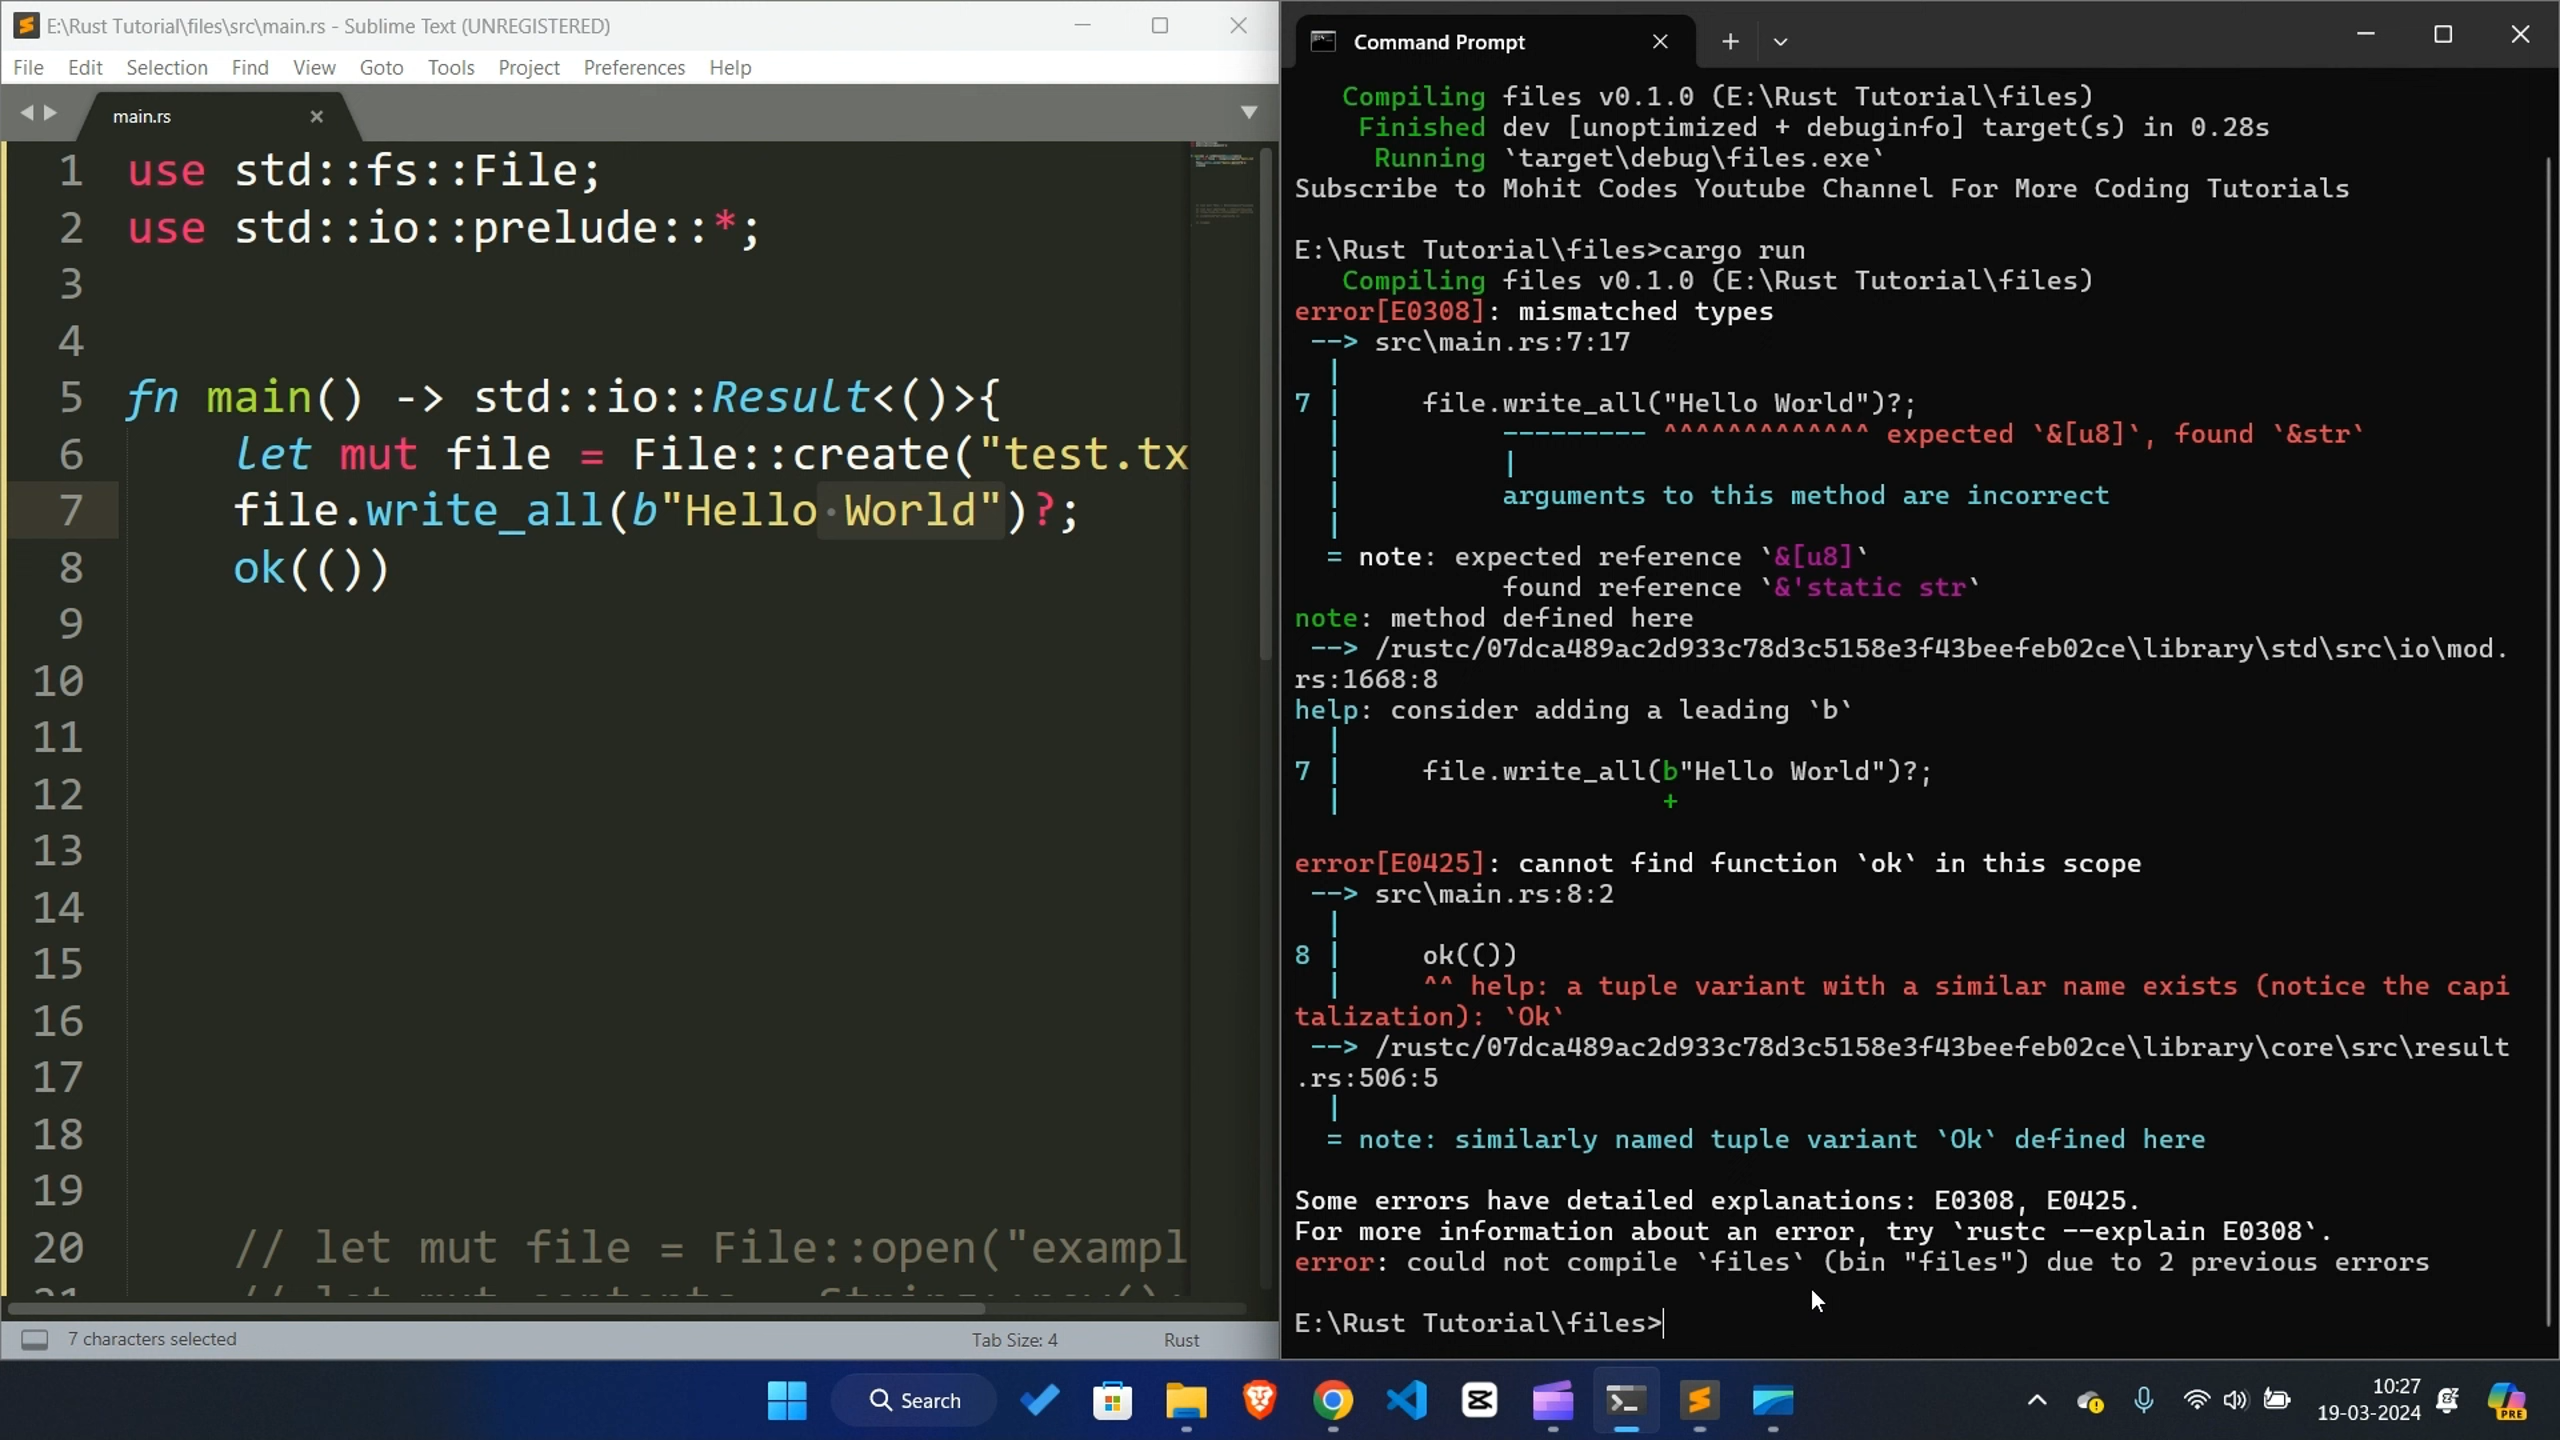 E:\Rust Tutorial\files\src\main.rs - Sublime Text (UNREGISTERED)
File Edit Selection Find View Goto Tools Project Preferences Help
main.rs
1 use std::fs::File;
2 use std::io::prelude::*;
3
4
5 fn main() -> std::io::Result<()>{
6 let mut file = File::create("test.tx
7 file.write_all(b"Hello World")?;
8 ok(())
9
10
11
12
13
14
15
16
17
18
19
20 // let mut file = File::open("exampl
7 characters selected
Tab Size: 4
Rust
Command Prompt
Compiling files v0.1.0 (E:\Rust Tutorial\files)
Finished dev [unoptimized + debuginfo] target(s) in 0.28s
Running `target\debug\files.exe`
Subscribe to Mohit Codes Youtube Channel For More Coding Tutorials
E:\Rust Tutorial\files>cargo run
Compiling files v0.1.0 (E:\Rust Tutorial\files)
error[E0308]: mismatched types
--> src\main.rs:7:17
|
7 | file.write_all("Hello World")?;
| --------- ^^^^^^^^^^^^^ expected `&[u8]`, found `&str`
| |
| arguments to this method are incorrect
|
= note: expected reference `&[u8]`
found reference `&'static str`
note: method defined here
--> /rustc/07dca489ac2d933c78d3c5158e3f43beefeb02ce\library\std\src\io\mod.
rs:1668:8
help: consider adding a leading `b`
|
7 | file.write_all(b"Hello World")?;
| +
error[E0425]: cannot find function `ok` in this scope
--> src\main.rs:8:2
|
8 | ok(())
| ^^ help: a tuple variant with a similar name exists (notice the capi
talization): `Ok`
--> /rustc/07dca489ac2d933c78d3c5158e3f43beefeb02ce\library\core\src\result
.rs:506:5
|
= note: similarly named tuple variant `Ok` defined here
Some errors have detailed explanations: E0308, E0425.
For more information about an error, try `rustc --explain E0308`.
error: could not compile `files` (bin "files") due to 2 previous errors
E:\Rust Tutorial\files>
Search
10:27
19-03-2024
PRE